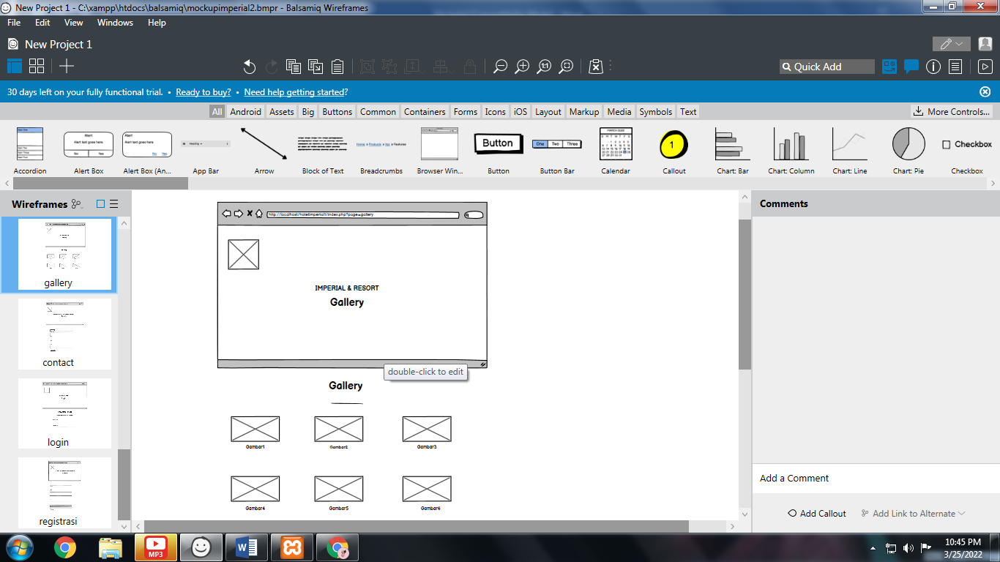 New Project 1 - C:\xampp\htdocs\balsamiq\mockupimperial2.bmpr - Balsamiq Wireframes
File Edit View Windows Help
New Project 1
1:1
Quick Add
30 days left on your fully functional trial. • Ready to buy? • Need help getting started?
All Android Assets Big Buttons Common Containers Forms Icons iOS Layout Markup Media Symbols Text More Controls...
Alert
Alert text goes here
No Yes
Alert
Alert text goes here
No Yes
Heading
Home > Products > Xyz > Features
Button
One Two Three
MARCH 2022
1
Checkbox
Accordion Alert Box Alert Box (An... App Bar Arrow Block of Text Breadcrumbs Browser Win... Button Button Bar Calendar Callout Chart: Bar Chart: Column Chart: Line Chart: Pie Checkbox
Wireframes
gallery
contact
login
registrasi
http://localhost/hotelimperial1/index.php?page=gallery
IMPERIAL & RESORT
Gallery
double-click to edit
Gallery
Gambar1 Gambar2 Gambar3
Gambar4 Gambar5 Gambar6
Comments
Add a Comment
Add Callout Add Link to Alternate
MP3
10:45 PM
3/25/2022